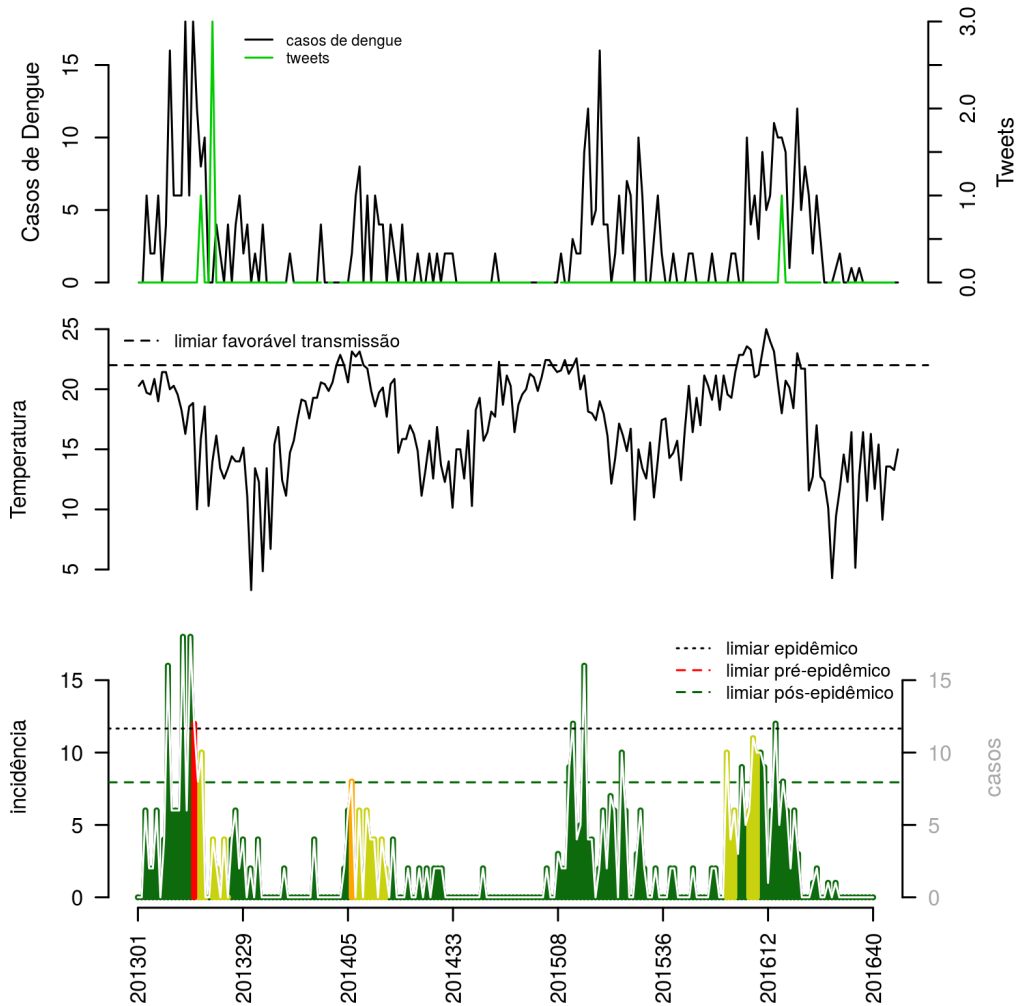 Casos de Dengue
0
5
10
15
casos de dengue
tweets
0.0
1.0
2.0
3.0
Tweets
Temperatura
5
10
15
20
25
limiar favorável transmissão
incidência
0
5
10
15
limiar epidêmico
limiar pré-epidêmico
limiar pós-epidêmico
0
5
10
15
casos
201301
201329
201405
201433
201508
201536
201612
201640